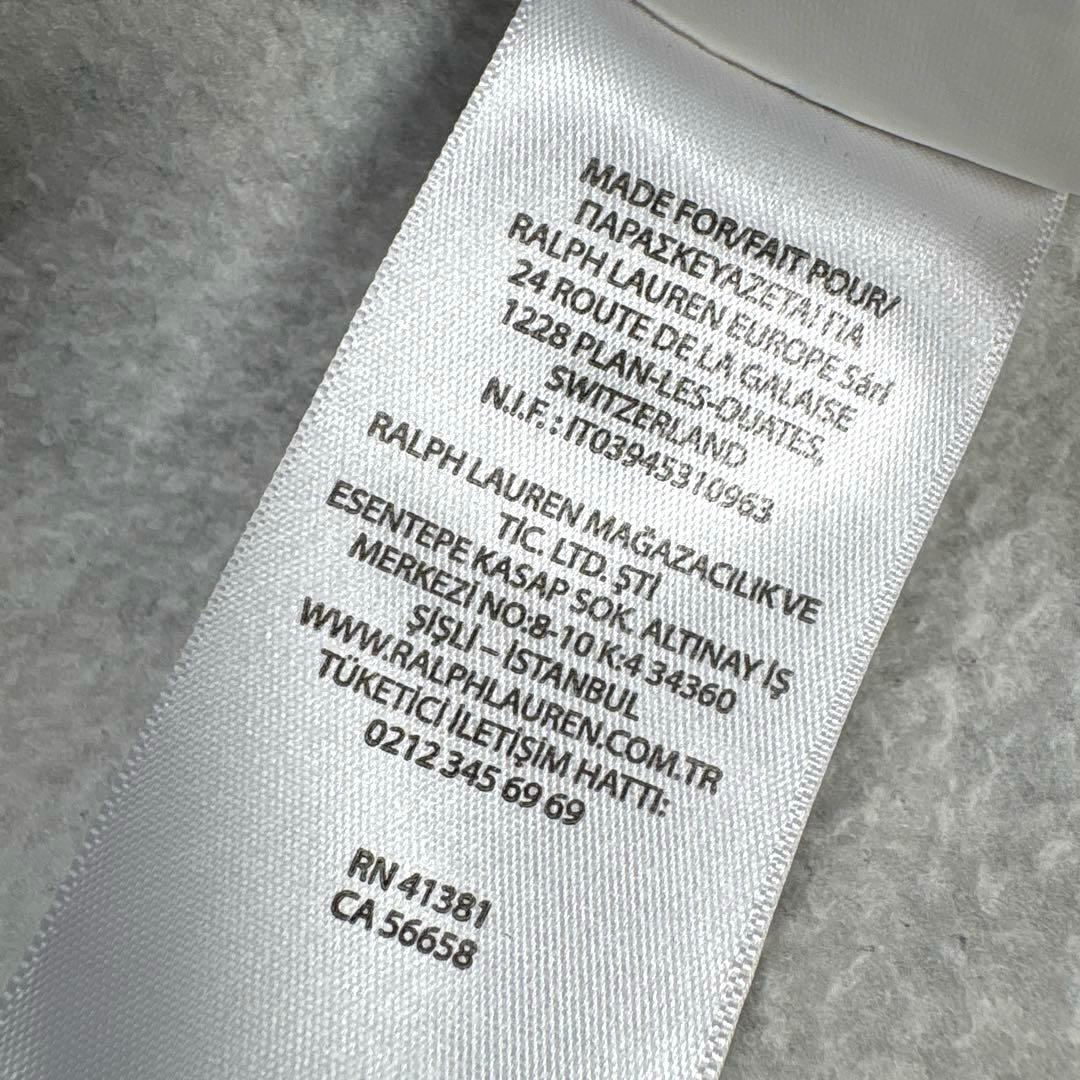 MADE FOR/FAIT POUR/
ΠΑΡΑΣΚΕΥΑΖΕΤΑΙ ΓΙΑ
RALPH LAUREN EUROPE Sàrl
24 ROUTE DE LA GALAISE
1228 PLAN-LES-OUATES,
SWITZERLAND
N.I.F. : IT03945310963
RALPH LAUREN MAĞAZACILIK VE
TİC. LTD. ŞTİ
ESENTEPE KASAP SOK. ALTINAY İŞ
MERKEZİ NO:8-10 K:4 34360
ŞİŞLİ – İSTANBUL
WWW.RALPHLAUREN.COM.TR
TÜKETİCİ İLETİŞİM HATTI:
0212 345 69 69
RN 41381
CA 56658